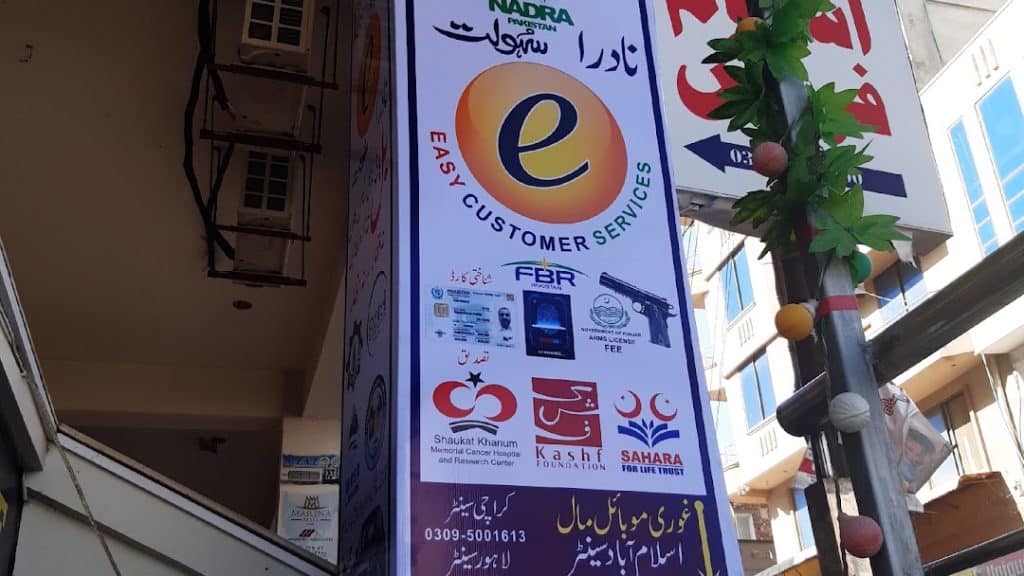 NADRA
PAKISTAN
نادرا سہولت
e
EASY CUSTOMER SERVICES
FBR
PAKISTAN
شناختی کارڈ
GOVERNMENT OF PUNJAB
ARMS LICENSE
FEE
تصدیق
Shaukat Khanum
Memorial Cancer Hospital
and Research Center
کشف
Kashf
FOUNDATION
SAHARA
FOR LIFE TRUST
غوری موبائل مال
کراچی سینٹر
0309-5001613
اسلام آباد سینٹر
لاہور سینٹر
03